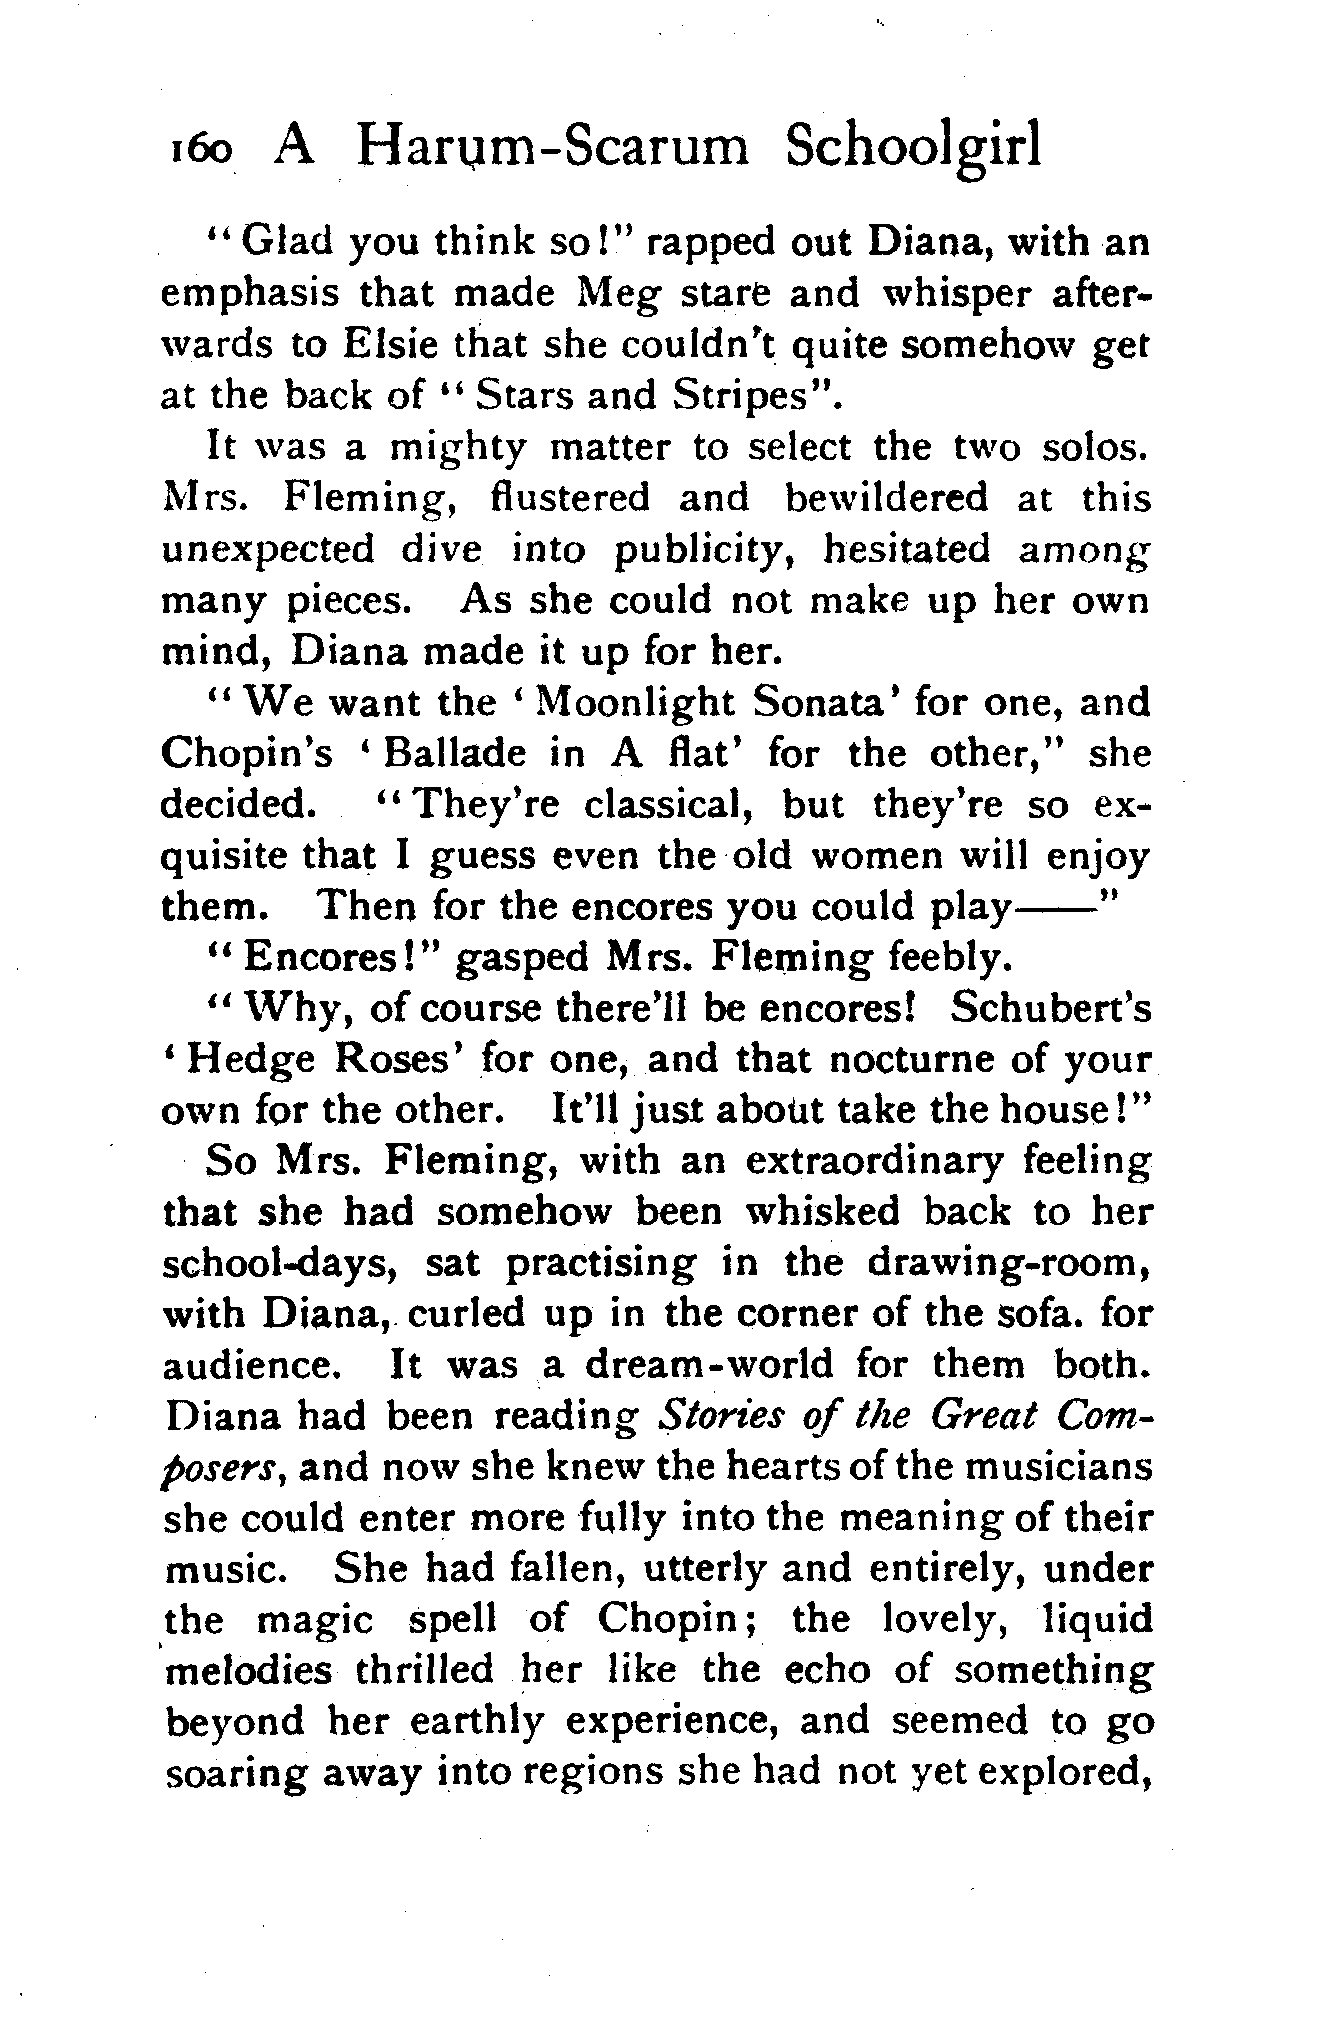 160 A Harum-Scarum Schoolgirl
"Glad you think so!" rapped out Diana, with an
emphasis that made Meg stare and whisper after-
wards to Elsie that she couldn't quite somehow get
at the back of "Stars and Stripes".
It was a mighty matter to select the two solos.
Mrs. Fleming, flustered and bewildered at this
unexpected dive into publicity, hesitated among
many pieces. As she could not make up her own
mind, Diana made it up for her.
"We want the 'Moonlight Sonata' for one, and
Chopin's 'Ballade in A flat' for the other," she
decided. "They're classical, but they're so ex-
quisite that I guess even the old women will enjoy
them. Then for the encores you could play——"
"Encores!" gasped Mrs. Fleming feebly.
"Why, of course there'll be encores! Schubert's
'Hedge Roses' for one, and that nocturne of your
own for the other. It'll just about take the house!"
So Mrs. Fleming, with an extraordinary feeling
that she had somehow been whisked back to her
school-days, sat practising in the drawing-room,
with Diana, curled up in the corner of the sofa. for
audience. It was a dream-world for them both.
Diana had been reading Stories of the Great Com-
posers, and now she knew the hearts of the musicians
she could enter more fully into the meaning of their
music. She had fallen, utterly and entirely, under
the magic spell of Chopin; the lovely, liquid
melodies thrilled her like the echo of something
beyond her earthly experience, and seemed to go
soaring away into regions she had not yet explored,